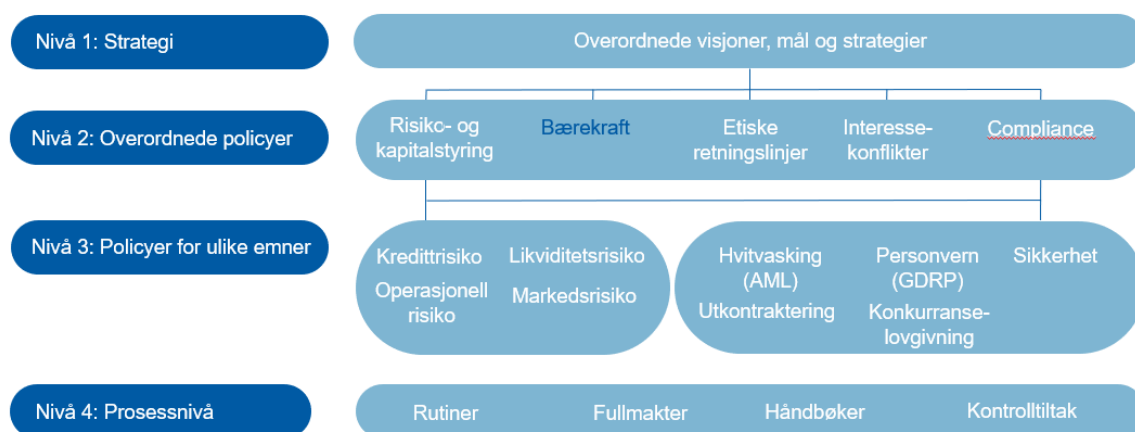 Nivå 1: Strategi
Overordnede visjoner, mål og strategier
Nivå 2: Overordnede policyer
Risiko- og
kapitalstyring
Bærekraft
Etiske
retningslinjer
Interesse-
konflikter
Compliance
Nivå 3: Policyer for ulike emner
Kredittrisiko
Likviditetsrisiko
Operasjonell
risiko
Markedsrisiko
Hvitvasking
(AML)
Personvern
(GDRP)
Sikkerhet
Utkontraktering
Konkurranse-
lovgivning
Nivå 4: Prosessnivå
Rutiner
Fullmakter
Håndbøker
Kontrolltiltak